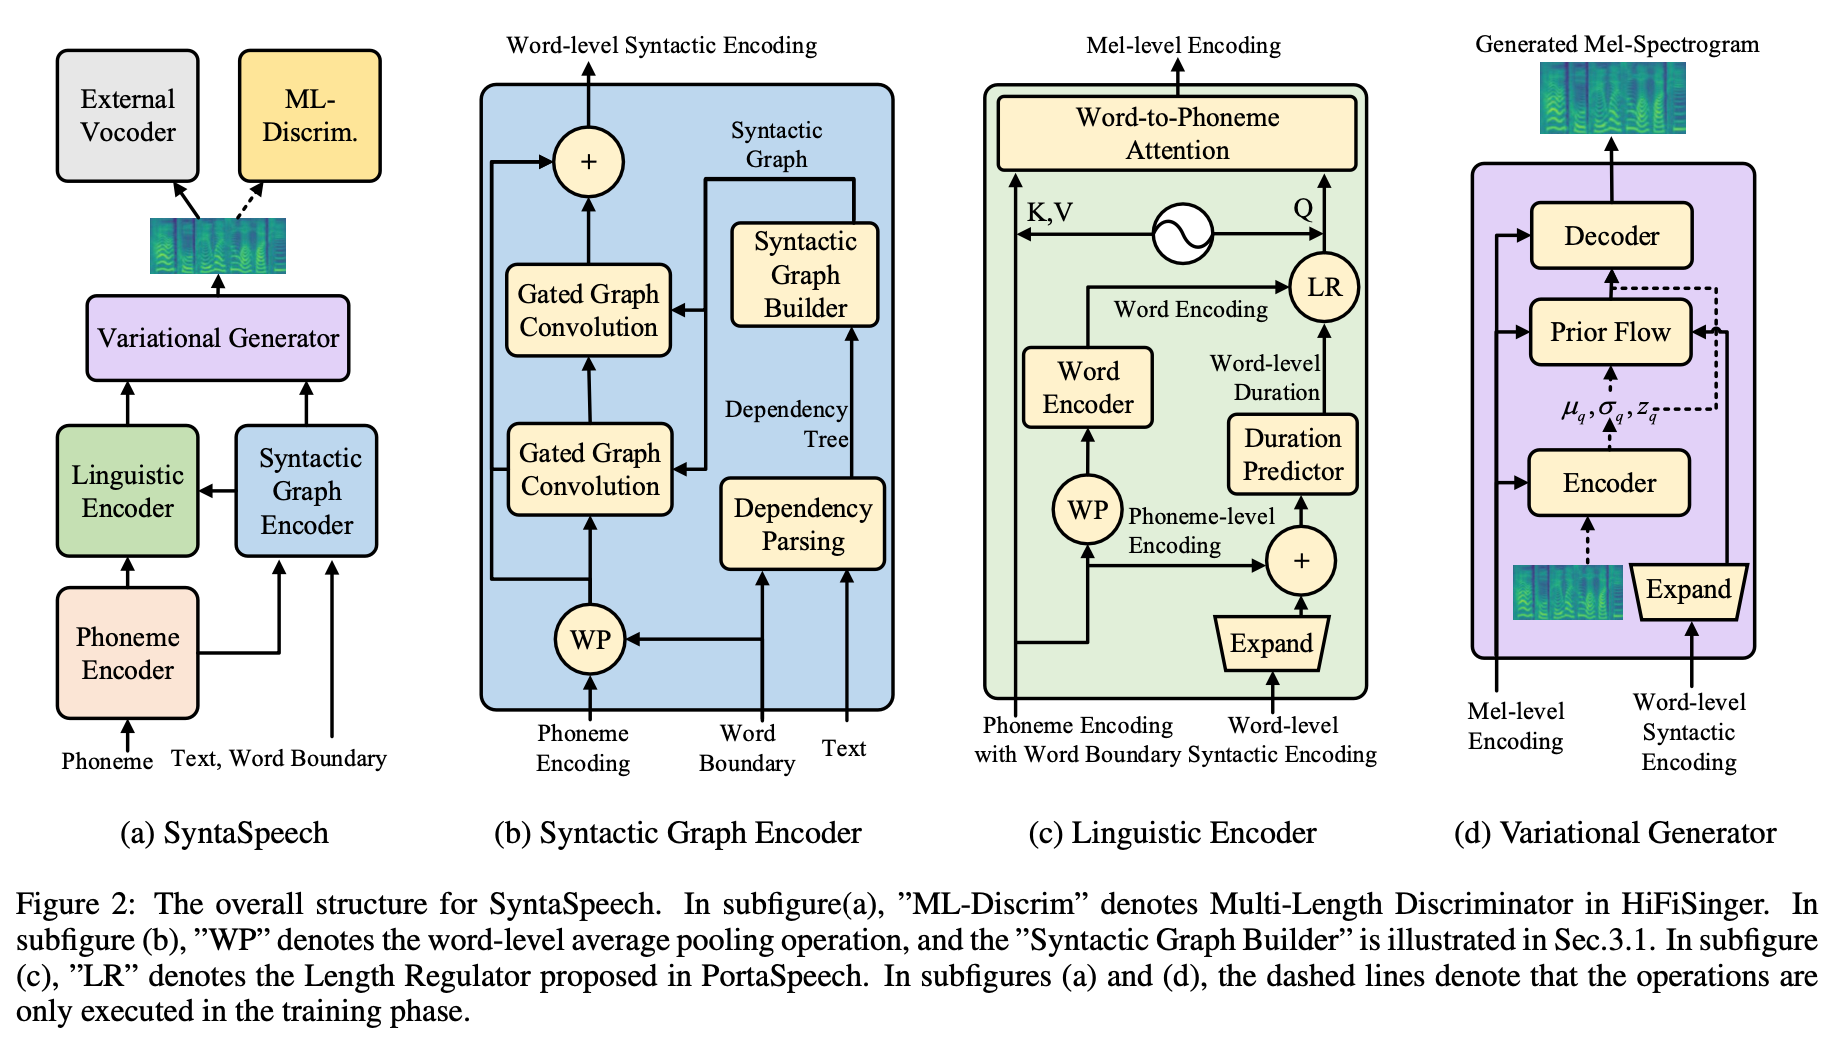 External
Vocoder
ML-
Discrim.
Variational Generator
Linguistic
Encoder
Syntactic
Graph
Encoder
Phoneme
Encoder
Phoneme
Text, Word Boundary
(a) SyntaSpeech
Word-level Syntactic Encoding
+
Syntactic
Graph
Syntactic
Graph
Builder
Gated Graph
Convolution
Dependency
Tree
Gated Graph
Convolution
Dependency
Parsing
WP
Phoneme
Encoding
Word
Boundary
Text
(b) Syntactic Graph Encoder
Mel-level Encoding
Word-to-Phoneme
Attention
K,V
Q
LR
Word Encoding
Word
Encoder
Word-level
Duration
Duration
Predictor
WP
Phoneme-level
Encoding
+
Expand
Phoneme Encoding
with Word Boundary
Word-level
Syntactic Encoding
(c) Linguistic Encoder
Generated Mel-Spectrogram
Decoder
Prior Flow
μq, σq, zq
Encoder
Expand
Mel-level
Encoding
Word-level
Syntactic
Encoding
(d) Variational Generator
Figure 2: The overall structure for SyntaSpeech. In subfigure(a), ”ML-Discrim” denotes Multi-Length Discriminator in HiFiSinger. In
subfigure (b), ”WP” denotes the word-level average pooling operation, and the ”Syntactic Graph Builder” is illustrated in Sec.3.1. In subfigure
(c), ”LR” denotes the Length Regulator proposed in PortaSpeech. In subfigures (a) and (d), the dashed lines denote that the operations are
only executed in the training phase.